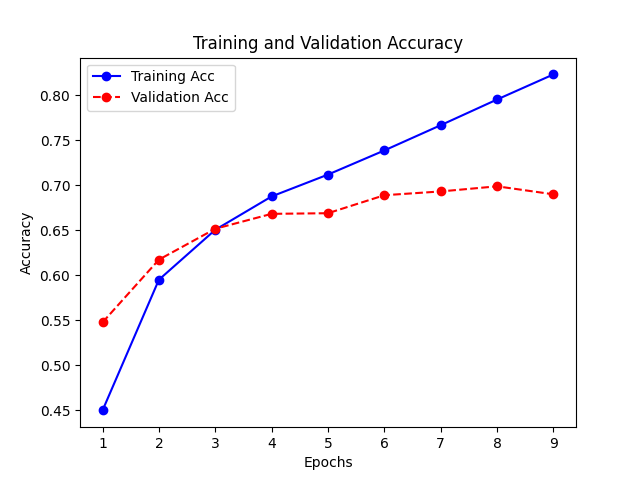 Training and Validation Accuracy
Training Acc
Validation Acc
Accuracy
0.80
0.75
0.70
0.65
0.60
0.55
0.50
0.45
1 2 3 4 5 6 7 8 9
Epochs